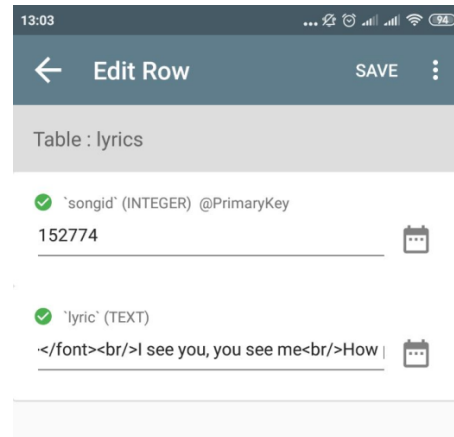 13:03 ... 94
Edit Row SAVE
Table : lyrics
`songid` (INTEGER) @PrimaryKey
152774
`lyric` (TEXT)
</font><br/>I see you, you see me<br/>How